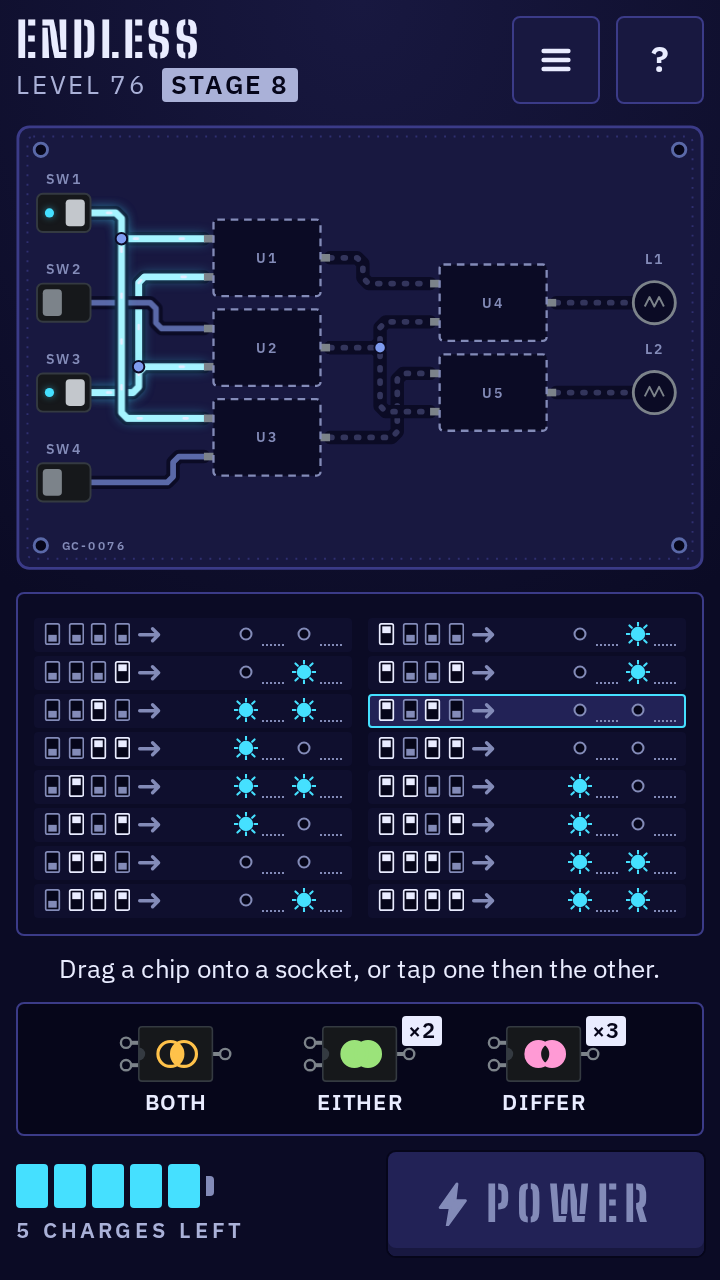 ENDLESS
LEVEL 76 STAGE 8
?
SW1
SW2
SW3
SW4
U1
U2
U3
U4
U5
L1
L2
GC-0076
Drag a chip onto a socket, or tap one then the other.
×2 ×3
BOTH EITHER DIFFER
5 CHARGES LEFT
POWER